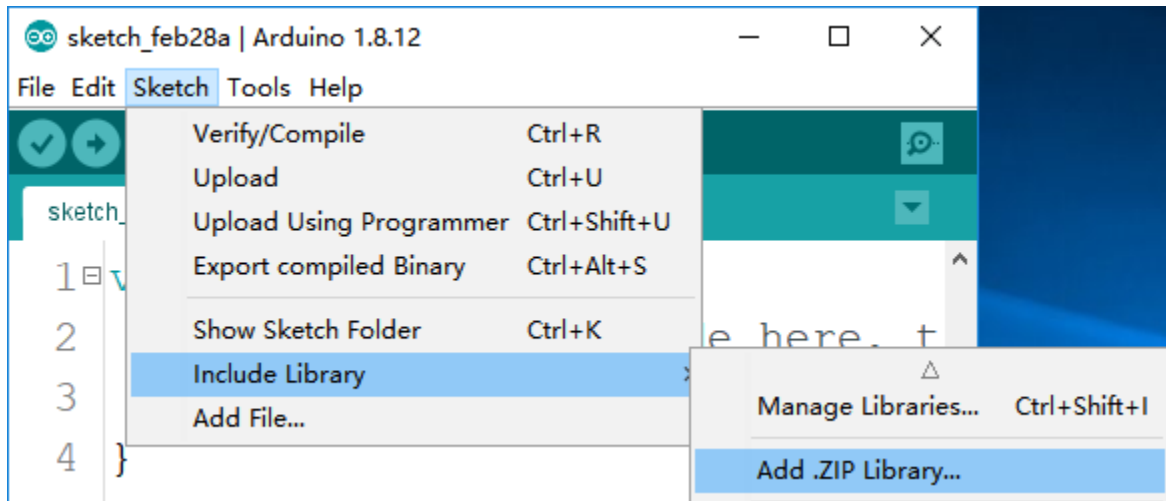 sketch_feb28a | Arduino 1.8.12
File Edit Sketch Tools Help
Verify/Compile Ctrl+R
Upload Ctrl+U
sketch_
Upload Using Programmer Ctrl+Shift+U
1 v
Export compiled Binary Ctrl+Alt+S
2
Show Sketch Folder Ctrl+K
e here, t
3
Include Library
Add File...
4 }
Manage Libraries... Ctrl+Shift+I
Add .ZIP Library...